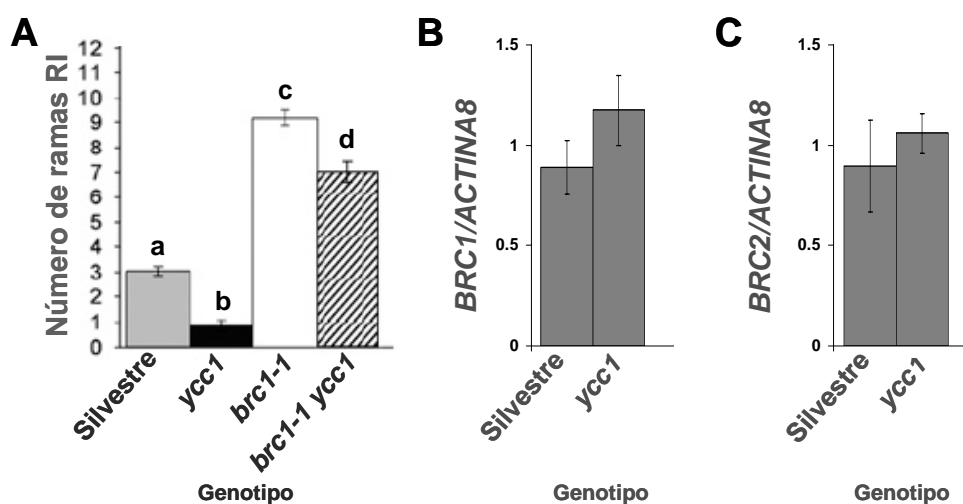 A
Número de ramas RI
12
11
10
9
8
7
6
5
4
3
2
1
0
a
b
c
d
Silvestre
ycc1
brc1-1
brc1-1 ycc1
Genotipo
B
BRC1/ACTINA8
1.5
1
0.5
0
Silvestre
ycc1
Genotipo
C
BRC2/ACTINA8
1.5
1
0.5
0
Silvestre
ycc1
Genotipo